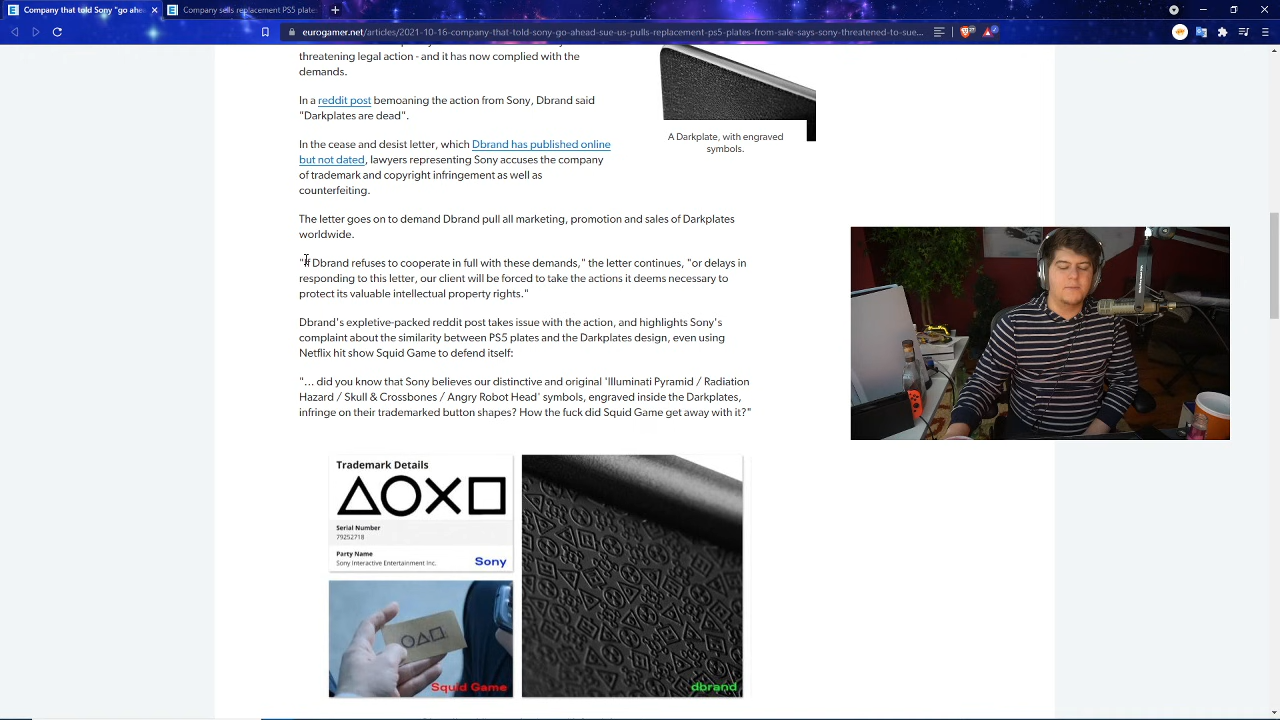 Company that told Sony "go ah
Company sells replacement PS5 plate
eurogamer.net/articles/2021-10-16-company-that-told-sony-go-ahead-sue-us-pulls-replacement-ps5-plates-from-sale-says-sony-threatened-to-sue...
threatening legal action - and it has now complied with the
demands.
In a reddit post bemoaning the action from Sony, Dbrand said
"Darkplates are dead".
A Darkplate, with engraved
symbols.
In the cease and desist letter, which Dbrand has published online
but not dated, lawyers representing Sony accuses the company
of trademark and copyright infringement as well as
counterfeiting.
The letter goes on to demand Dbrand pull all marketing, promotion and sales of Darkplates
worldwide.
"If Dbrand refuses to cooperate in full with these demands," the letter continues, "or delays in
responding to this letter, our client will be forced to take the actions it deems necessary to
protect its valuable intellectual property rights."
Dbrand's expletive-packed reddit post takes issue with the action, and highlights Sony's
complaint about the similarity between PS5 plates and the Darkplates design, even using
Netflix hit show Squid Game to defend itself:
"... did you know that Sony believes our distinctive and original 'Illuminati Pyramid / Radiation
Hazard / Skull & Crossbones / Angry Robot Head' symbols, engraved inside the Darkplates,
infringe on their trademarked button shapes? How the fuck did Squid Game get away with it?"
Trademark Details
Serial Number
79252718
Party Name
Sony Interactive Entertainment Inc.
Sony
Squid Game
dbrand